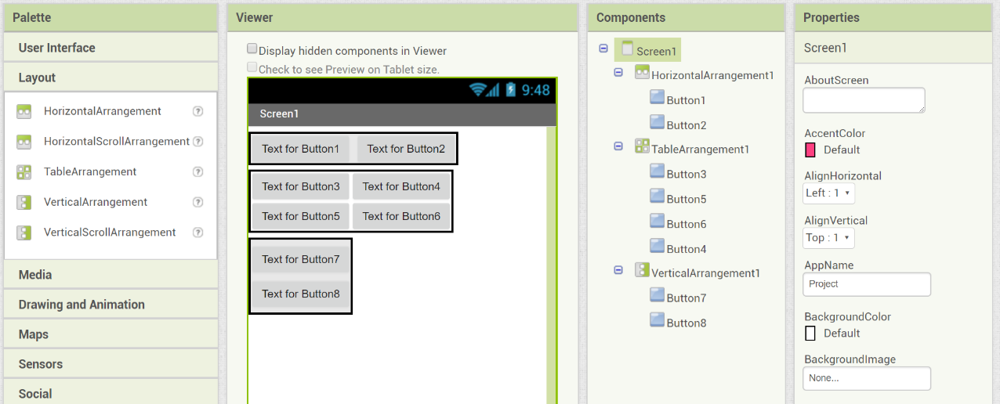 Palette
User Interface
Layout
HorizontalArrangement ?
HorizontalScrollArrangement ?
TableArrangement ?
VerticalArrangement ?
VerticalScrollArrangement ?
Media
Drawing and Animation
Maps
Sensors
Social
Viewer
Display hidden components in Viewer
Check to see Preview on Tablet size.
9:48
Screen1
Text for Button1 Text for Button2
Text for Button3 Text for Button4
Text for Button5 Text for Button6
Text for Button7
Text for Button8
Components
Screen1
HorizontalArrangement1
Button1
Button2
TableArrangement1
Button3
Button5
Button6
Button4
VerticalArrangement1
Button7
Button8
Properties
Screen1
AboutScreen
AccentColor
Default
AlignHorizontal
Left : 1
AlignVertical
Top : 1
AppName
Project
BackgroundColor
Default
BackgroundImage
None...